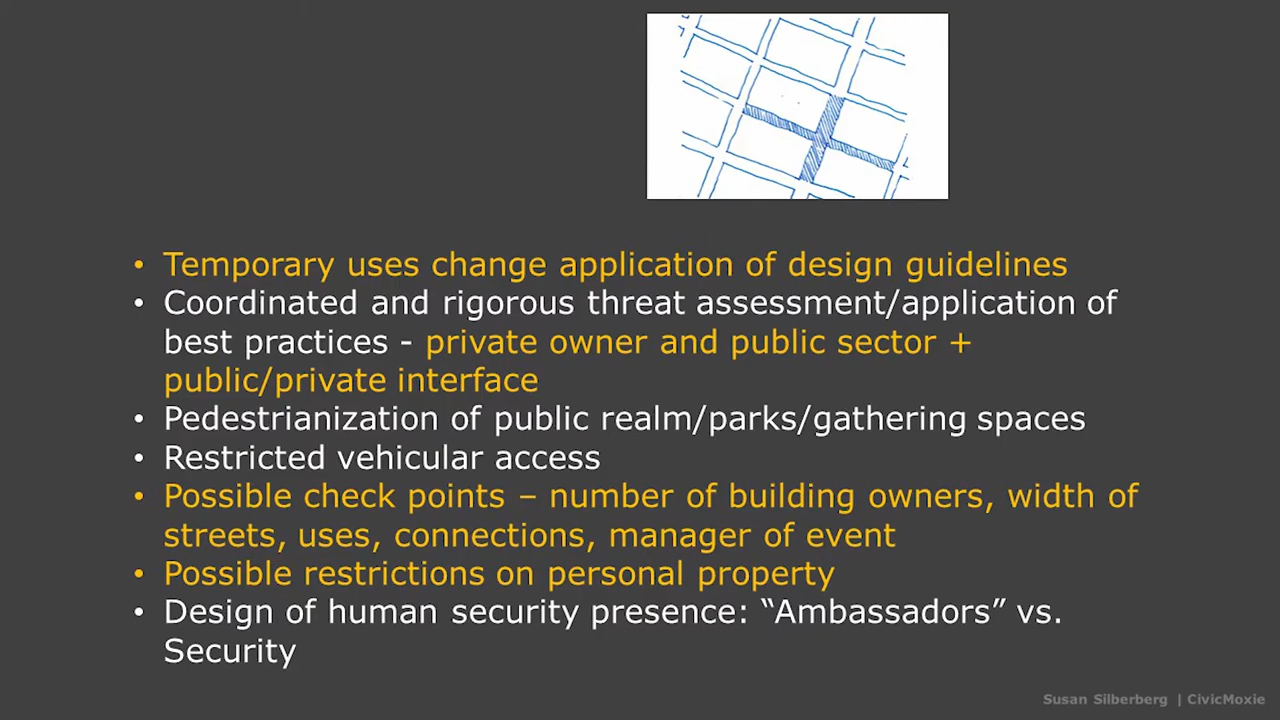 • Temporary uses change application of design guidelines
• Coordinated and rigorous threat assessment/application of
best practices - private owner and public sector +
public/private interface
• Pedestrianization of public realm/parks/gathering spaces
• Restricted vehicular access
• Possible check points – number of building owners, width of
streets, uses, connections, manager of event
• Possible restrictions on personal property
• Design of human security presence: “Ambassadors” vs.
Security
Susan Silberberg | CivicMoxie